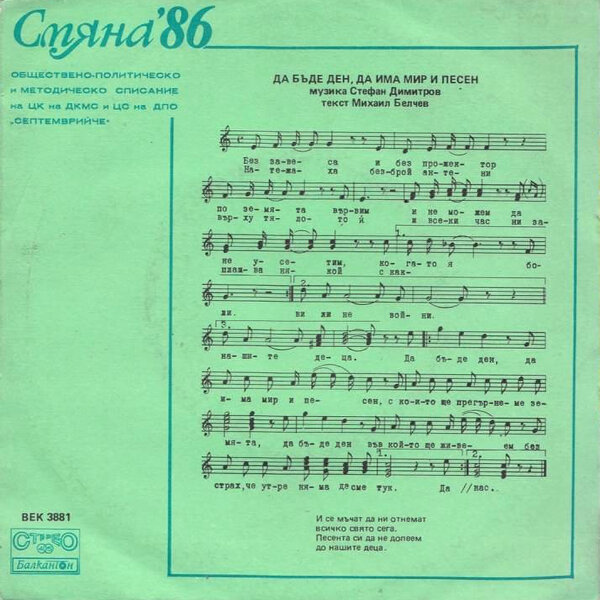 Смяна'86
ОБЩЕСТВЕНО-ПОЛИТИЧЕСКО
И МЕТОДИЧЕСКО СПИСАНИЕ
НА ЦК НА ДКМС И ЦС НА ДПО
„СЕПТЕМВРИЙЧЕ"
ДА БЪДЕ ДЕН, ДА ИМА МИР И ПЕСЕН
музика Стефан Димитров
текст Михаил Белчев
Без за-ве- са и без про-жек- тор
На-те-жа-ха без-брой ан-те- ни
по зе-мя-та вър-вим и не мо-жем да
вър-ху тя-ло-то ѝ и все-ки час ни за-
1.
не у-се- тим, ко-га-то я бо-
плаш-ва ня-кой с как-
2.
ли. ви ли не вой-ни.
3.
на-ши-те де-ца. Да бъ-де ден, да
и-ма мир и пе- сен, с ко-и-то ще прегър-не-ме зе-
мя-та, да бъ-де ден във кой-то ще жи-ве- ем без
1. 2.
страх, че ут-ре ня-ма да сме тук. Да //нас.
И се мъчат да ни отнемат
всичко свято сега.
Песента си да не допеем
до нашите деца.
ВЕК 3881
СТЕРЕО
Балкантон